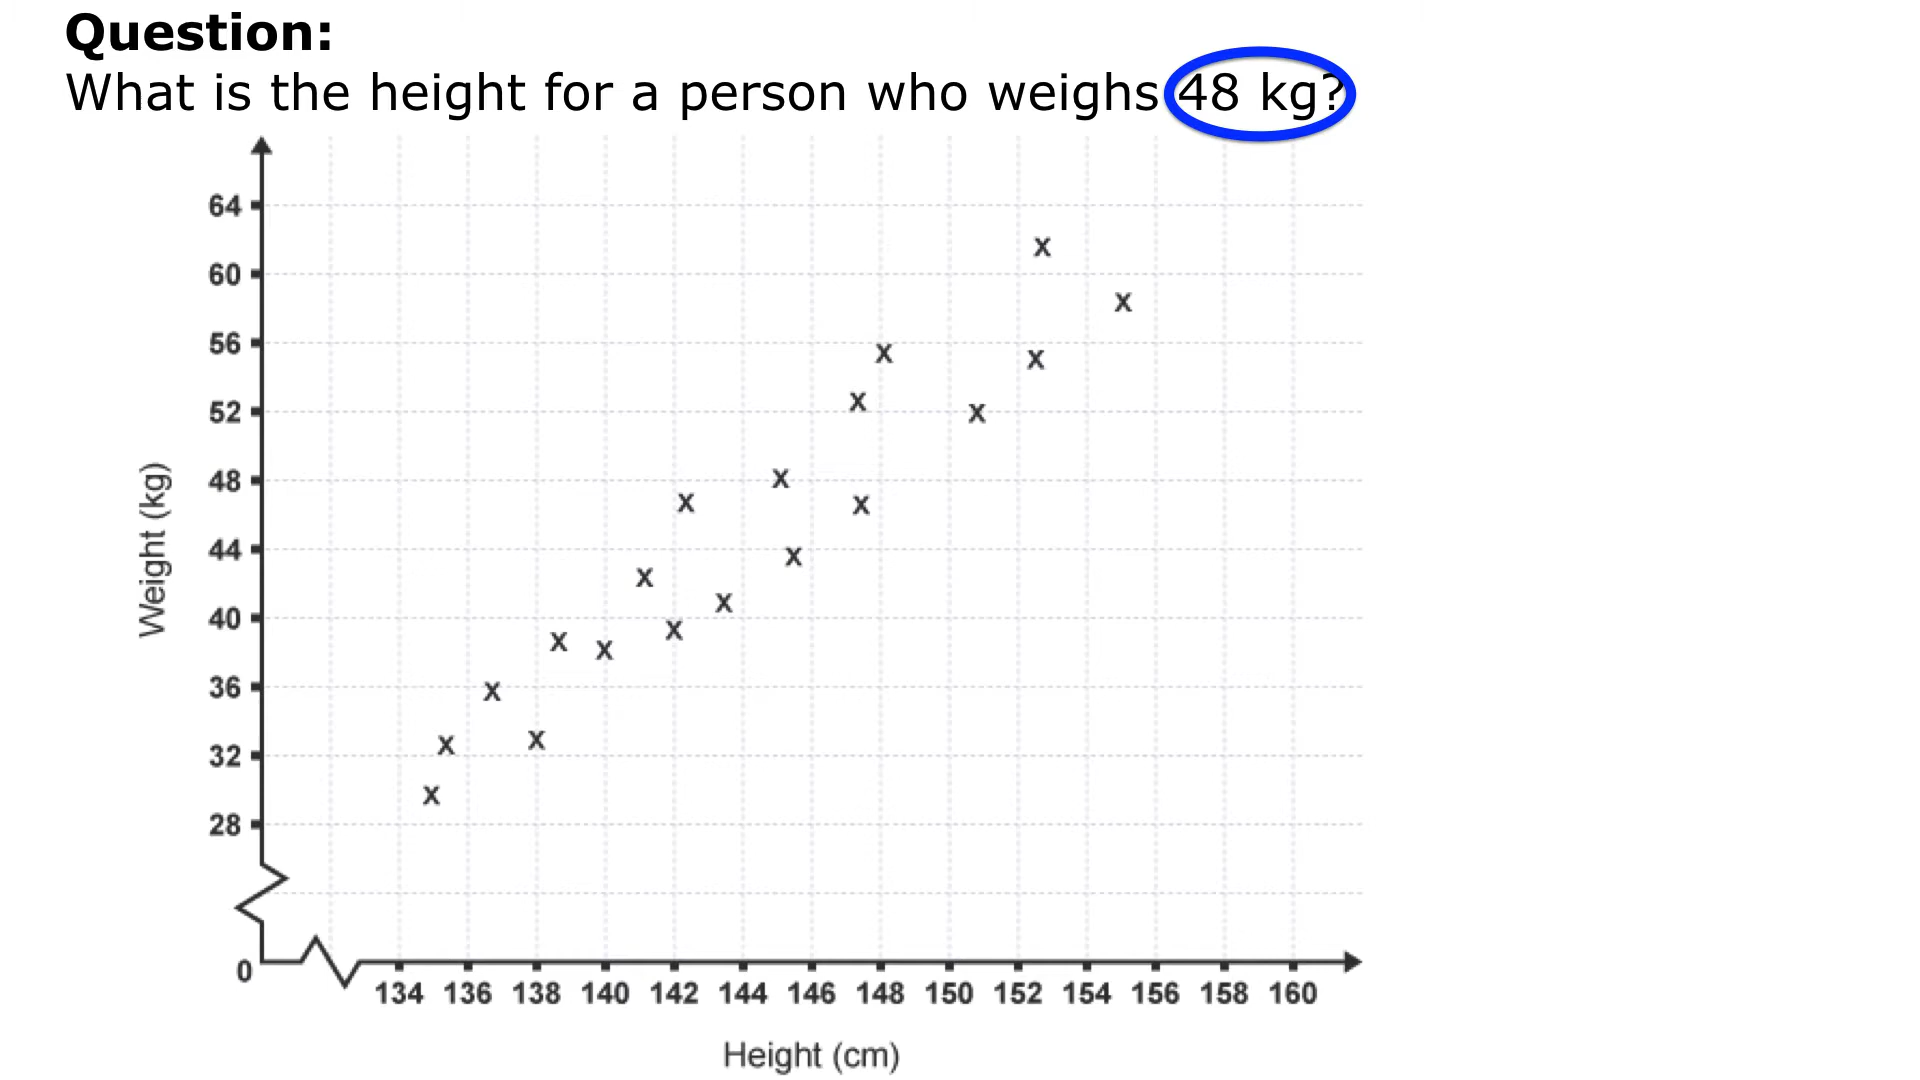 Question:
What is the height for a person who weighs 48 kg?
64
60
56
52
48
44
40
36
32
28
0
Weight (kg)
134 136 138 140 142 144 146 148 150 152 154 156 158 160
Height (cm)